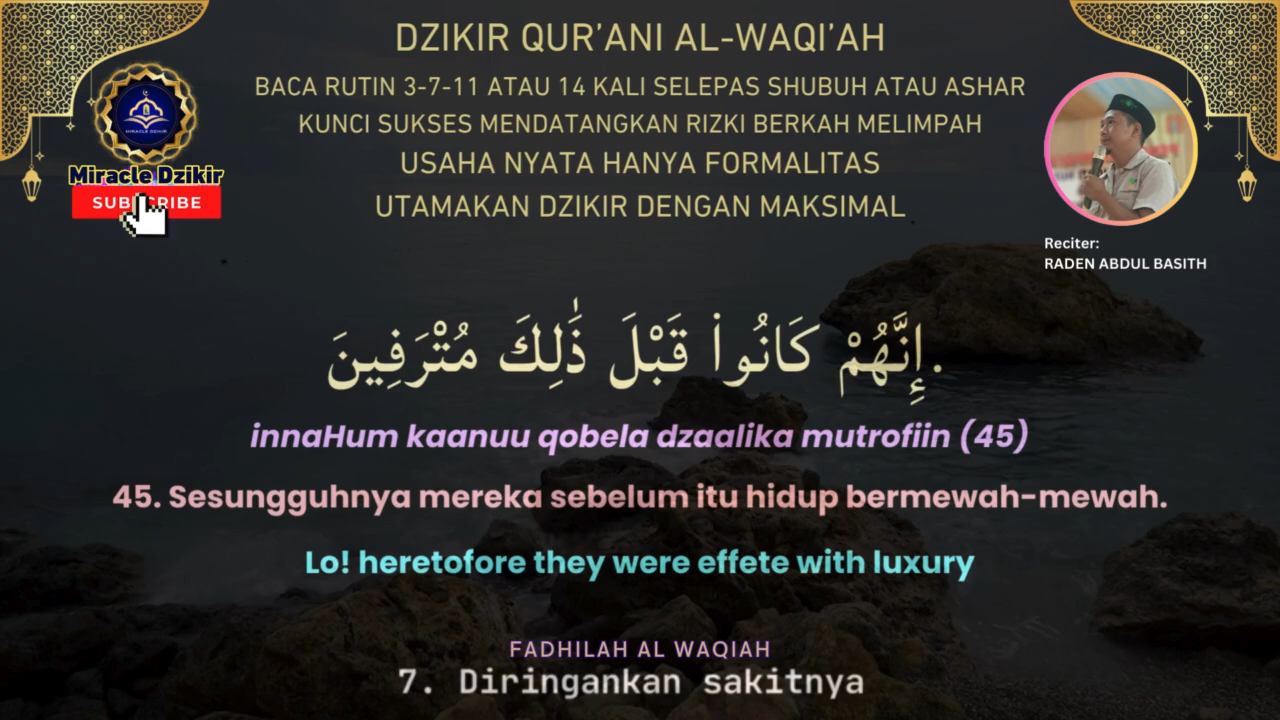 DZIKIR QUR'ANI AL-WAQI'AH
BACA RUTIN 3-7-11 ATAU 14 KALI SELEPAS SHUBUH ATAU ASHAR
KUNCI SUKSES MENDATANGKAN RIZKI BERKAH MELIMPAH
USAHA NYATA HANYA FORMALITAS
UTAMAKAN DZIKIR DENGAN MAKSIMAL
MIRACLE DZIKIR
Miracle Dzikir
SUBSCRIBE
Reciter:
RADEN ABDUL BASITH
.إِنَّهُمْ كَانُوا۟ قَبْلَ ذَٰلِكَ مُتْرَفِينَ
innaHum kaanuu qobela dzaalika mutrofiin (45)
45. Sesungguhnya mereka sebelum itu hidup bermewah-mewah.
Lo! heretofore they were effete with luxury
FADHILAH AL WAQIAH
7. Diringankan sakitnya